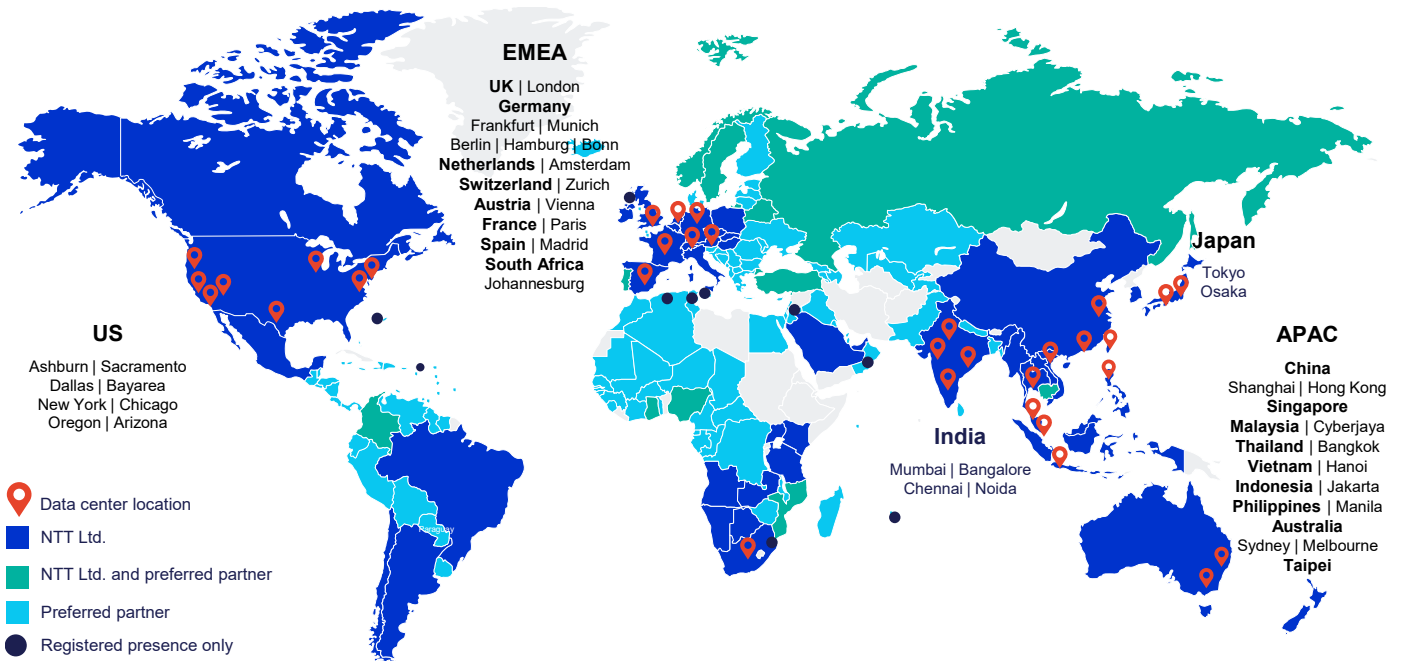 EMEA
UK | London
Germany
Frankfurt | Munich
Berlin | Hamburg | Bonn
Netherlands | Amsterdam
Switzerland | Zurich
Austria | Vienna
France | Paris
Spain | Madrid
South Africa
Johannesburg
US
Ashburn | Sacramento
Dallas | Bayarea
New York | Chicago
Oregon | Arizona
Japan
Tokyo
Osaka
APAC
China
Shanghai | Hong Kong
Singapore
Malaysia | Cyberjaya
Thailand | Bangkok
Vietnam | Hanoi
Indonesia | Jakarta
Philippines | Manila
Australia
Sydney | Melbourne
Taipei
India
Mumbai | Bangalore
Chennai | Noida
Paraguay
Data center location
NTT Ltd.
NTT Ltd. and preferred partner
Preferred partner
Registered presence only